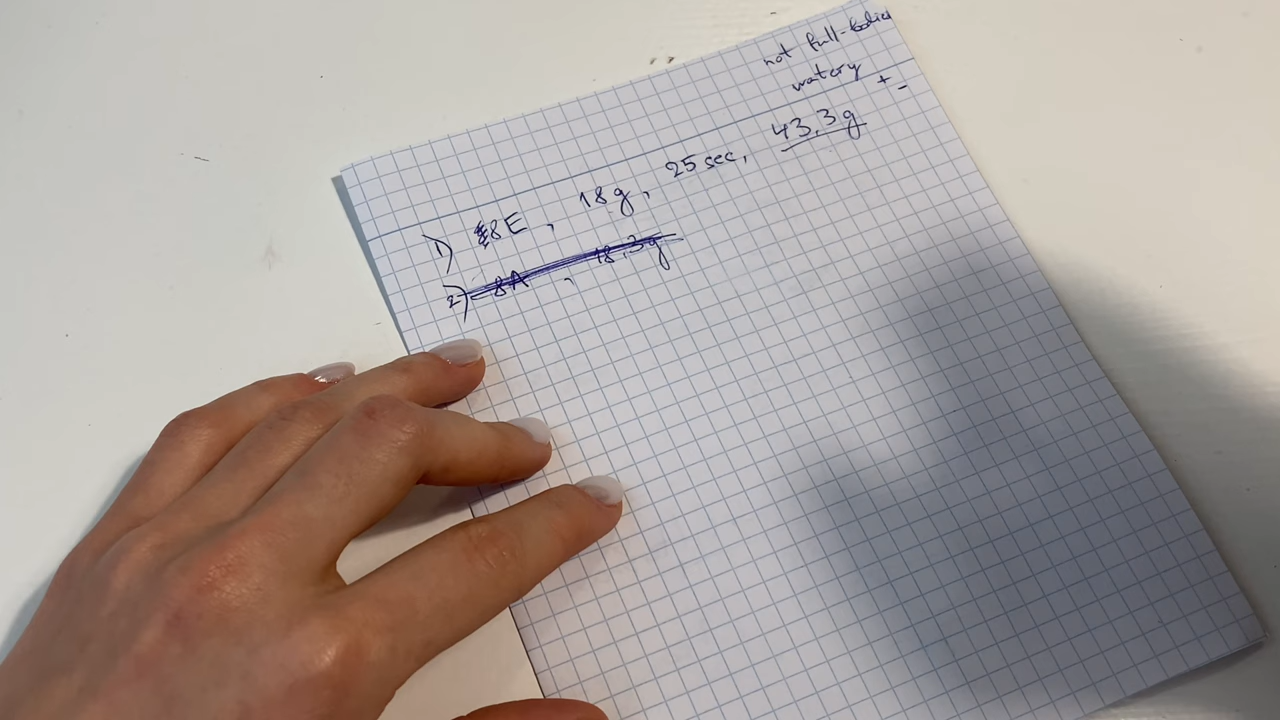 not full-bodied
watery + -
1) 8E, 18g, 25 sec, 43.3g
2) 8A, 18.3g